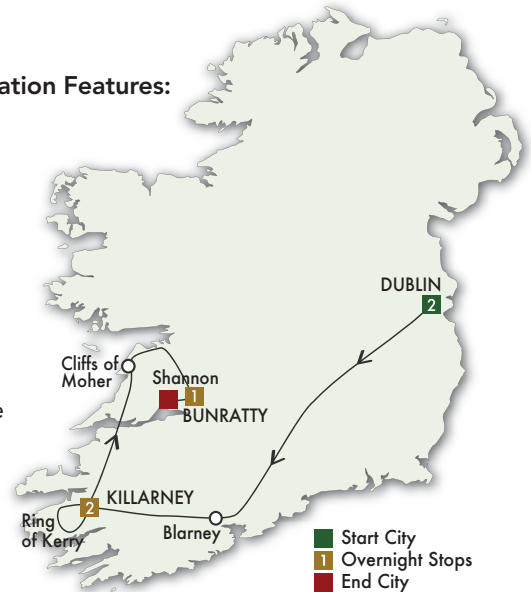 ation Features:
DUBLIN
2
Cliffs of
Moher
Shannon
1
BUNRATTY
e
2
KILLARNEY
Ring
of Kerry
Blarney
Start City
1 Overnight Stops
End City